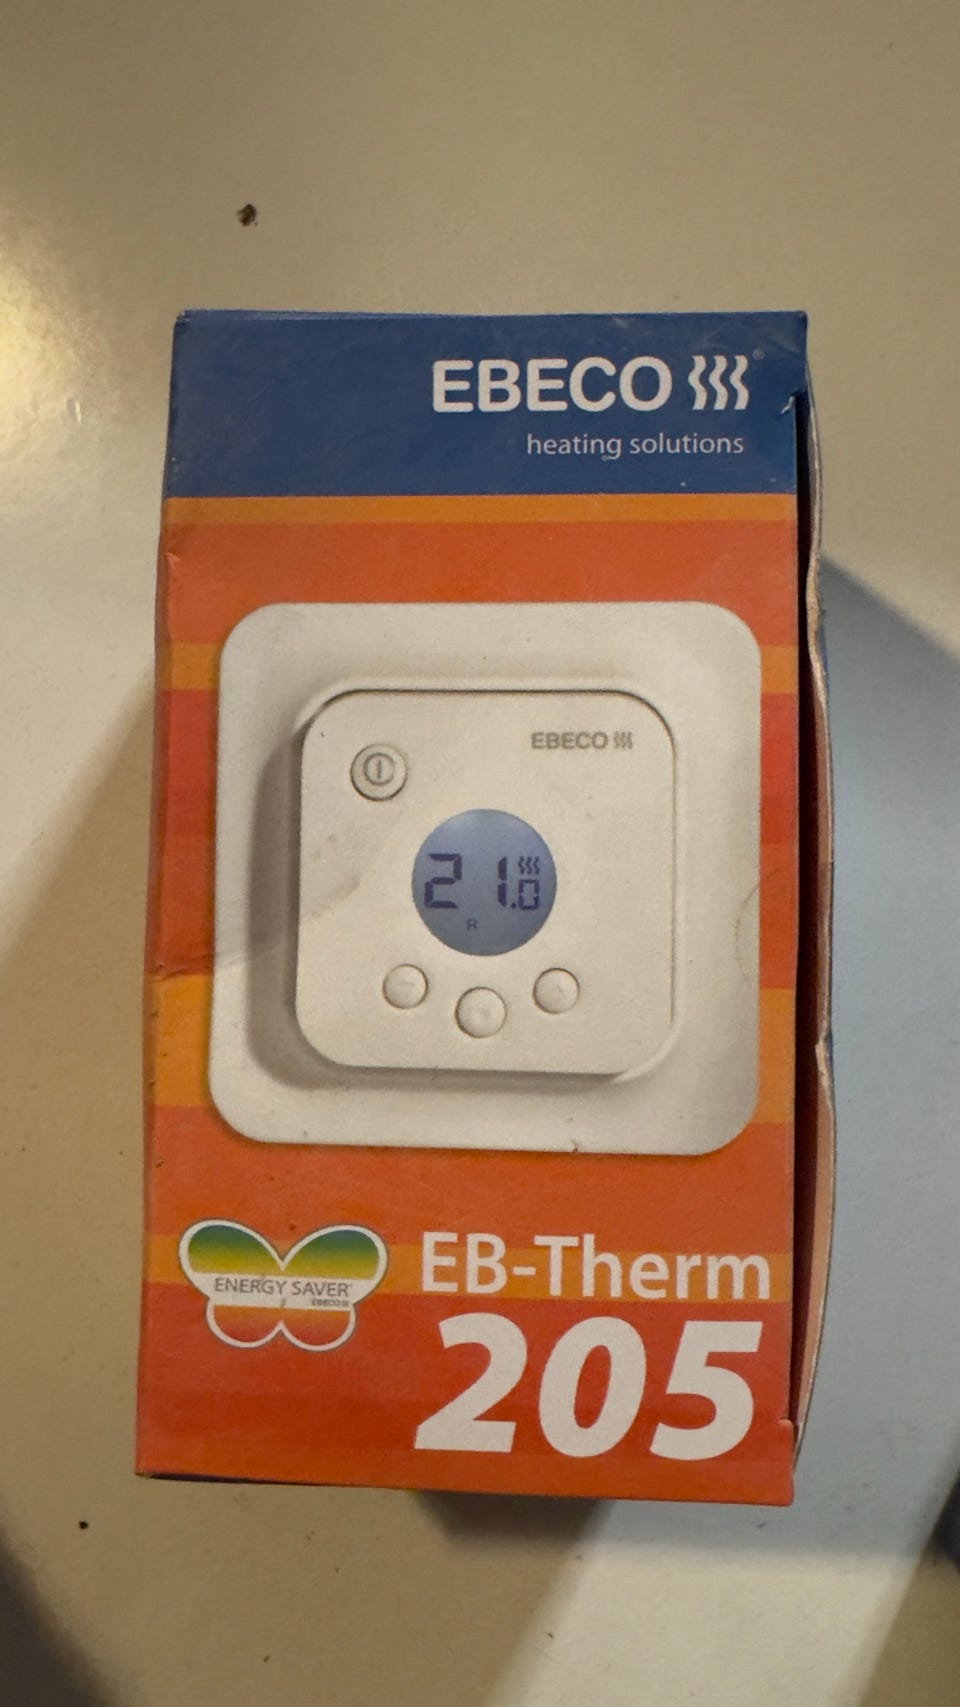 EBECO
heating solutions
EBECO
21.0
R
ENERGY SAVER
EBECO
EB-Therm
205